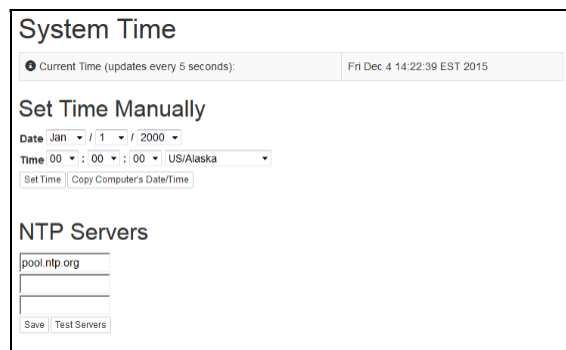 System Time
Current Time (updates every 5 seconds): Fri Dec 4 14:22:39 EST 2015
Set Time Manually
Date Jan / 1 / 2000
Time 00 : 00 : 00 US/Alaska
Set Time Copy Computer's Date/Time
NTP Servers
pool.ntp.org
Save Test Servers